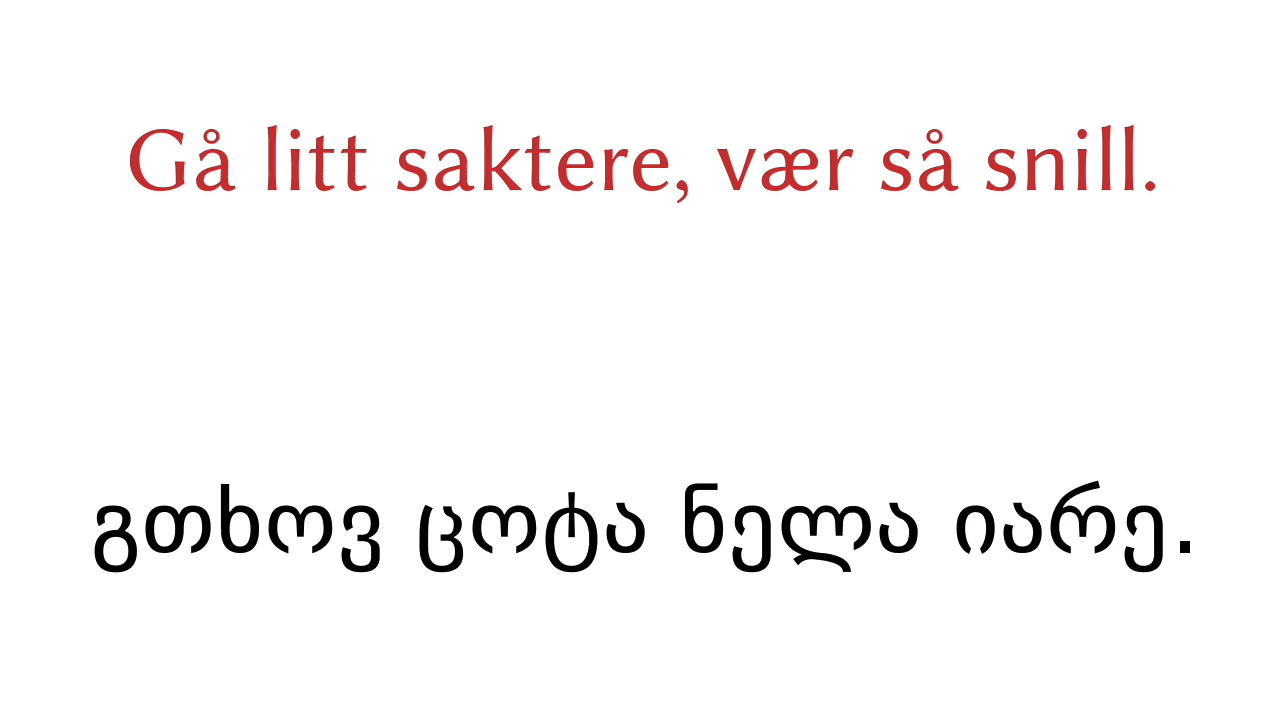 Gå litt saktere, vær så snill.
გთხოვ ცოტა ნელა იარე.